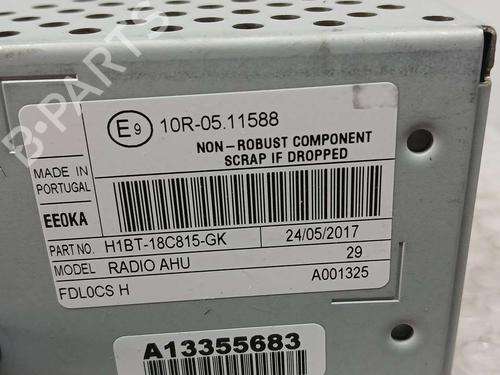 B-PARTS
E9 10R-05.11588
NON-ROBUST COMPONENT
SCRAP IF DROPPED
MADE IN
PORTUGAL
EE0KA
PART NO. H1BT-18C815-GK 24/05/2017
MODEL RADIO AHU 29
FDL0CS H A001325
A13355683